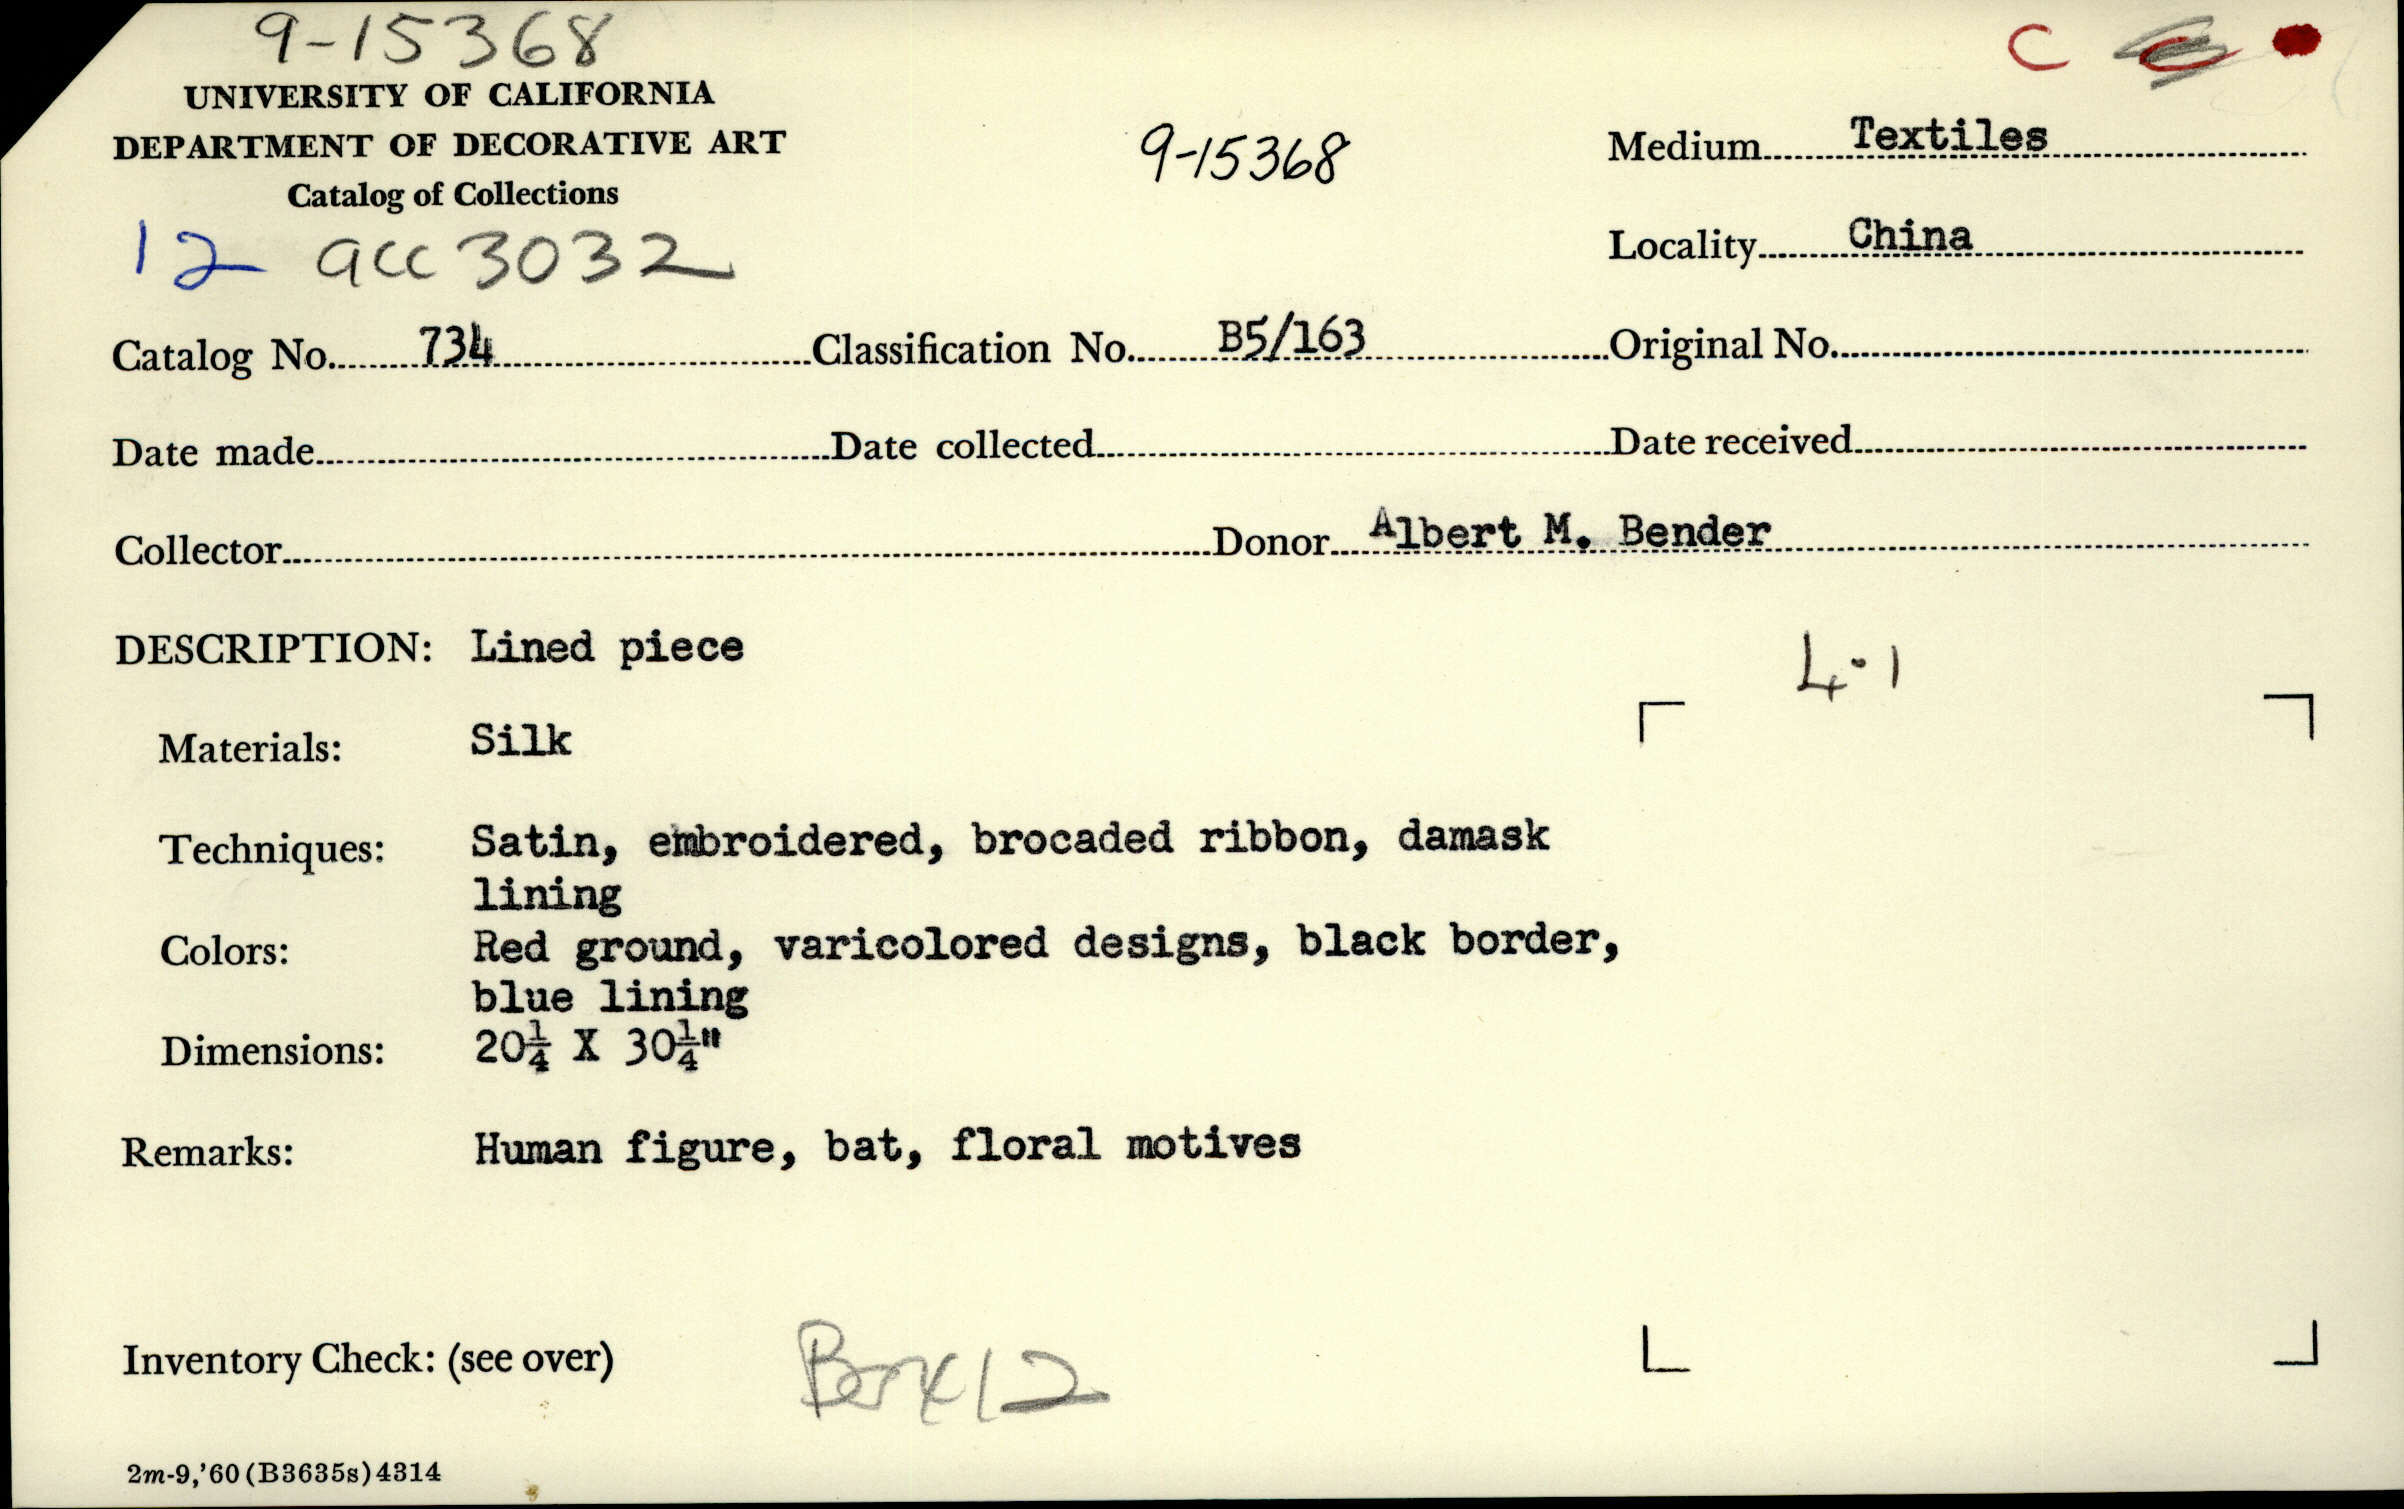 9-15368
UNIVERSITY OF CALIFORNIA
DEPARTMENT OF DECORATIVE ART
Catalog of Collections
12 acc 3032
9-15368
C C
Medium Textiles
Locality China
Catalog No. 734 Classification No. B5/163 Original No.
Date made Date collected Date received
Collector Donor Albert M. Bender
DESCRIPTION: Lined piece
4.1
Materials: Silk
Techniques: Satin, embroidered, brocaded ribbon, damask
lining
Colors: Red ground, varicolored designs, black border,
blue lining
Dimensions: 20¼ X 30¼"
Remarks: Human figure, bat, floral motives
Inventory Check: (see over) Box 12
2m-9,'60(B3635s)4314